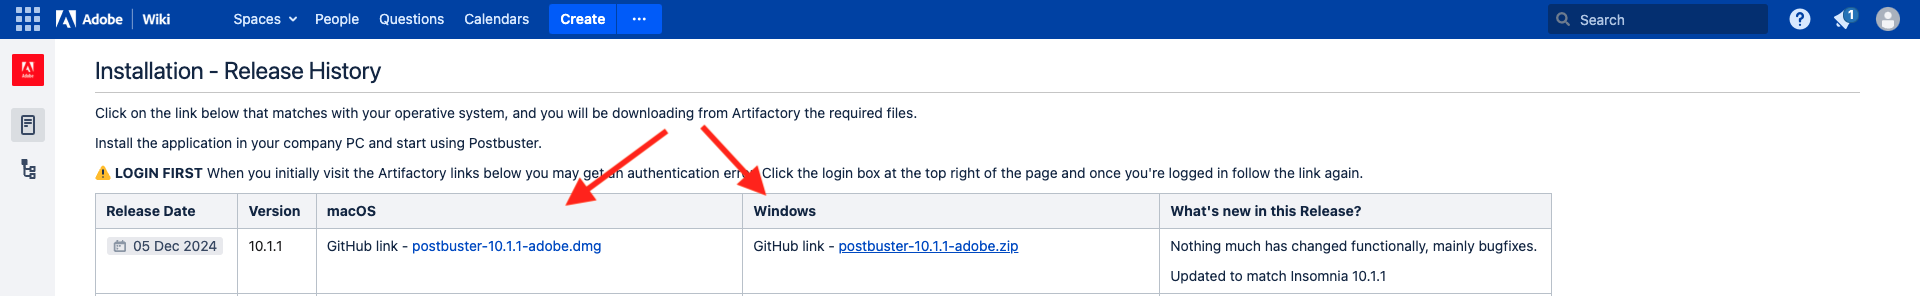 Adobe Wiki Spaces People Questions Calendars Create ··· Search ? 1
Adobe
Installation - Release History
Click on the link below that matches with your operative system, and you will be downloading from Artifactory the required files.
Install the application in your company PC and start using Postbuster.
LOGIN FIRST When you initially visit the Artifactory links below you may get an authentication error. Click the login box at the top right of the page and once you're logged in follow the link again.
Release Date Version macOS Windows What's new in this Release?
05 Dec 2024 10.1.1 GitHub link - postbuster-10.1.1-adobe.dmg GitHub link - postbuster-10.1.1-adobe.zip Nothing much has changed functionally, mainly bugfixes.
Updated to match Insomnia 10.1.1